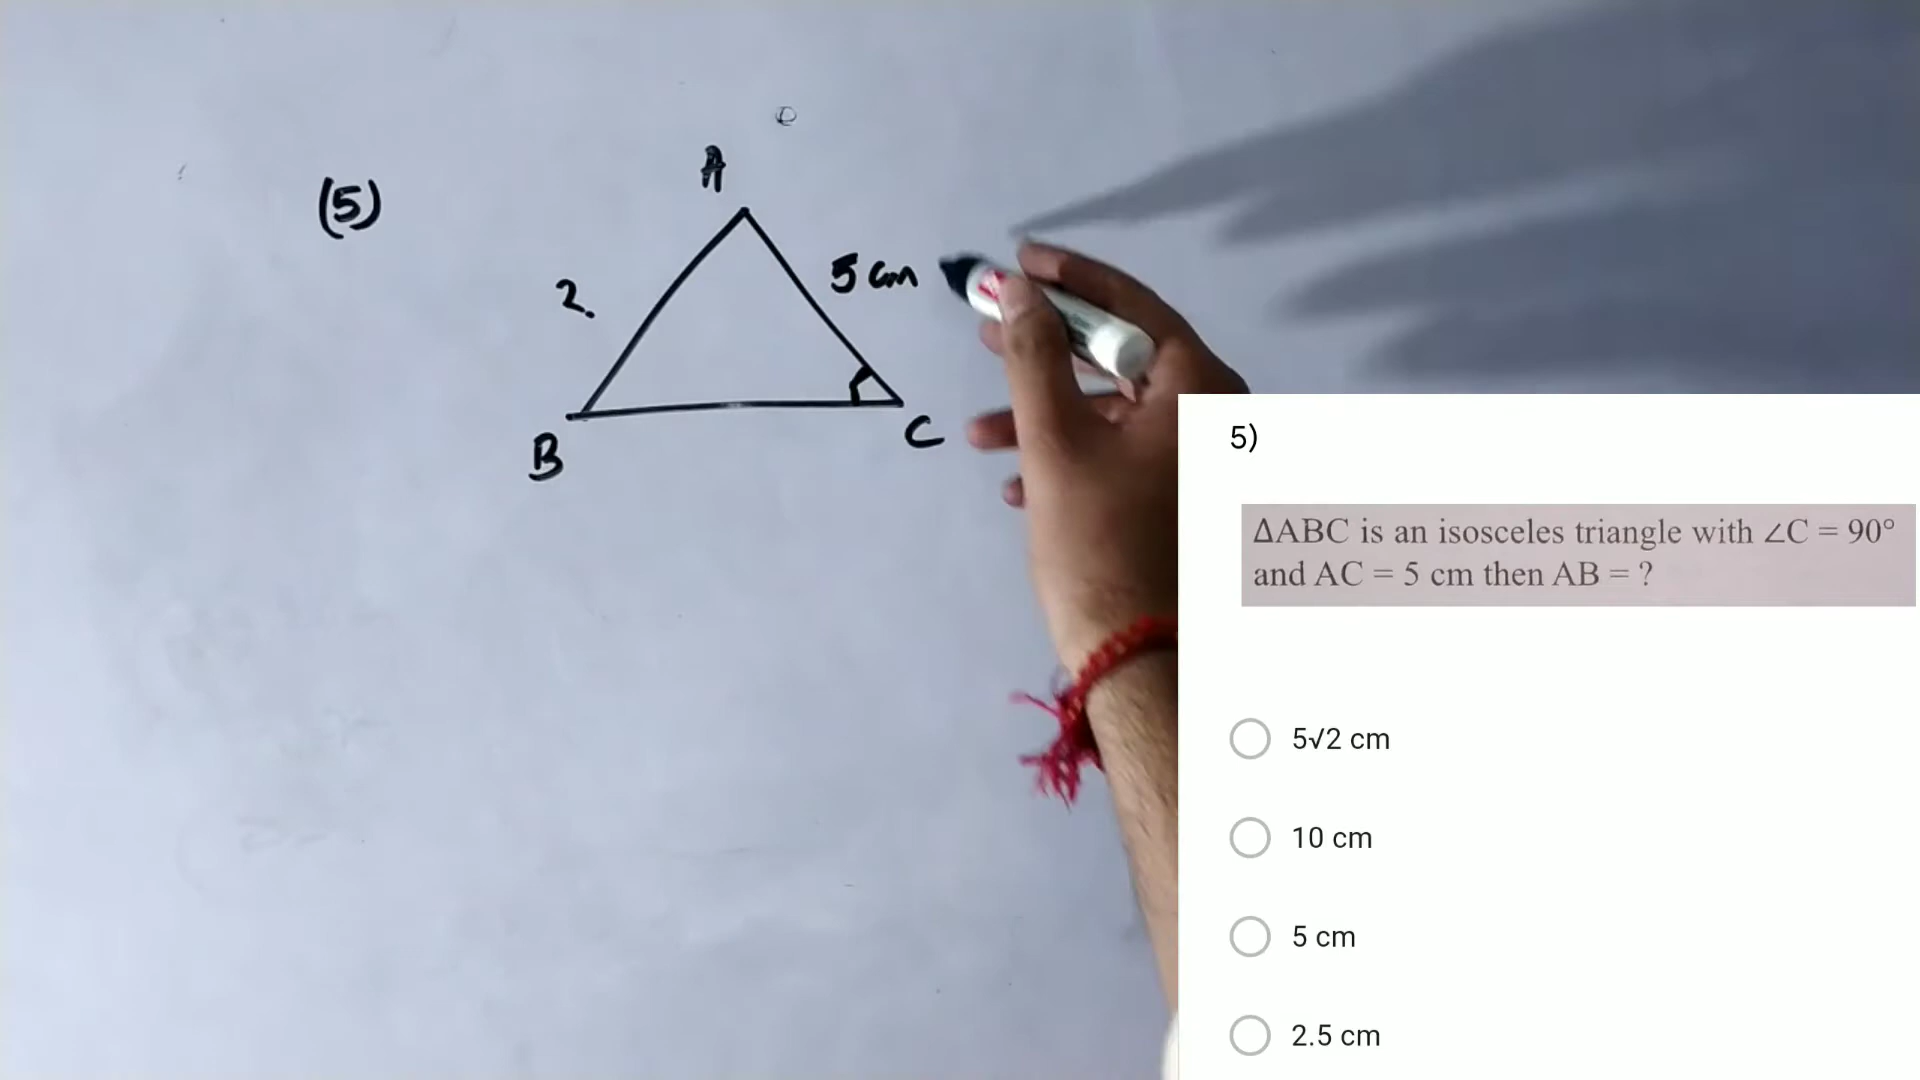 (5)
A
2.
5 cm
B
C
5)
ΔABC is an isosceles triangle with ∠C = 90°
and AC = 5 cm then AB = ?
5√2 cm
10 cm
5 cm
2.5 cm